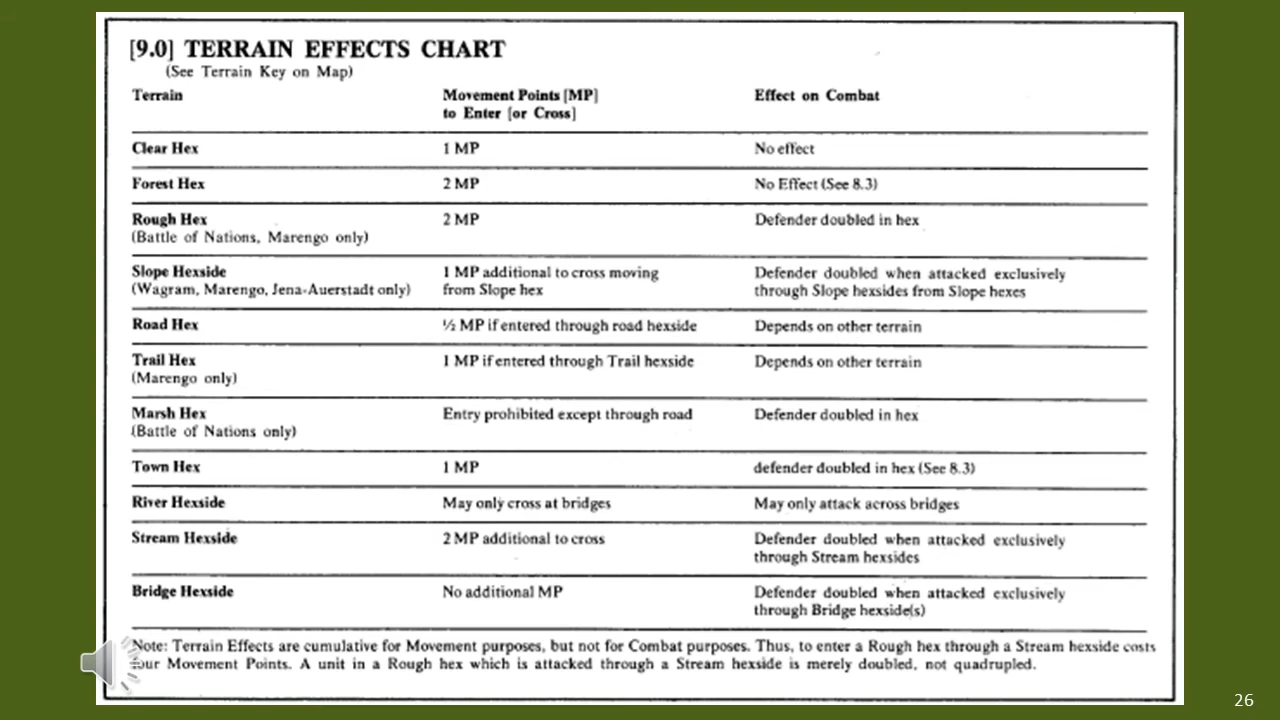 [9.0] TERRAIN EFFECTS CHART
(See Terrain Key on Map)
Terrain Movement Points [MP] Effect on Combat
to Enter [or Cross]
Clear Hex 1 MP No effect
Forest Hex 2 MP No Effect (See 8.3)
Rough Hex 2 MP Defender doubled in hex
(Battle of Nations, Marengo only)
Slope Hexside 1 MP additional to cross moving Defender doubled when attacked exclusively
(Wagram, Marengo, Jena-Auerstadt only) from Slope hex through Slope hexsides from Slope hexes
Road Hex ½ MP if entered through road hexside Depends on other terrain
Trail Hex 1 MP if entered through Trail hexside Depends on other terrain
(Marengo only)
Marsh Hex Entry prohibited except through road Defender doubled in hex
(Battle of Nations only)
Town Hex 1 MP defender doubled in hex (See 8.3)
River Hexside May only cross at bridges May only attack across bridges
Stream Hexside 2 MP additional to cross Defender doubled when attacked exclusively
through Stream hexsides
Bridge Hexside No additional MP Defender doubled when attacked exclusively
through Bridge hexside(s)
Note: Terrain Effects are cumulative for Movement purposes, but not for Combat purposes. Thus, to enter a Rough hex through a Stream hexside costs
four Movement Points. A unit in a Rough hex which is attacked through a Stream hexside is merely doubled, not quadrupled.
26